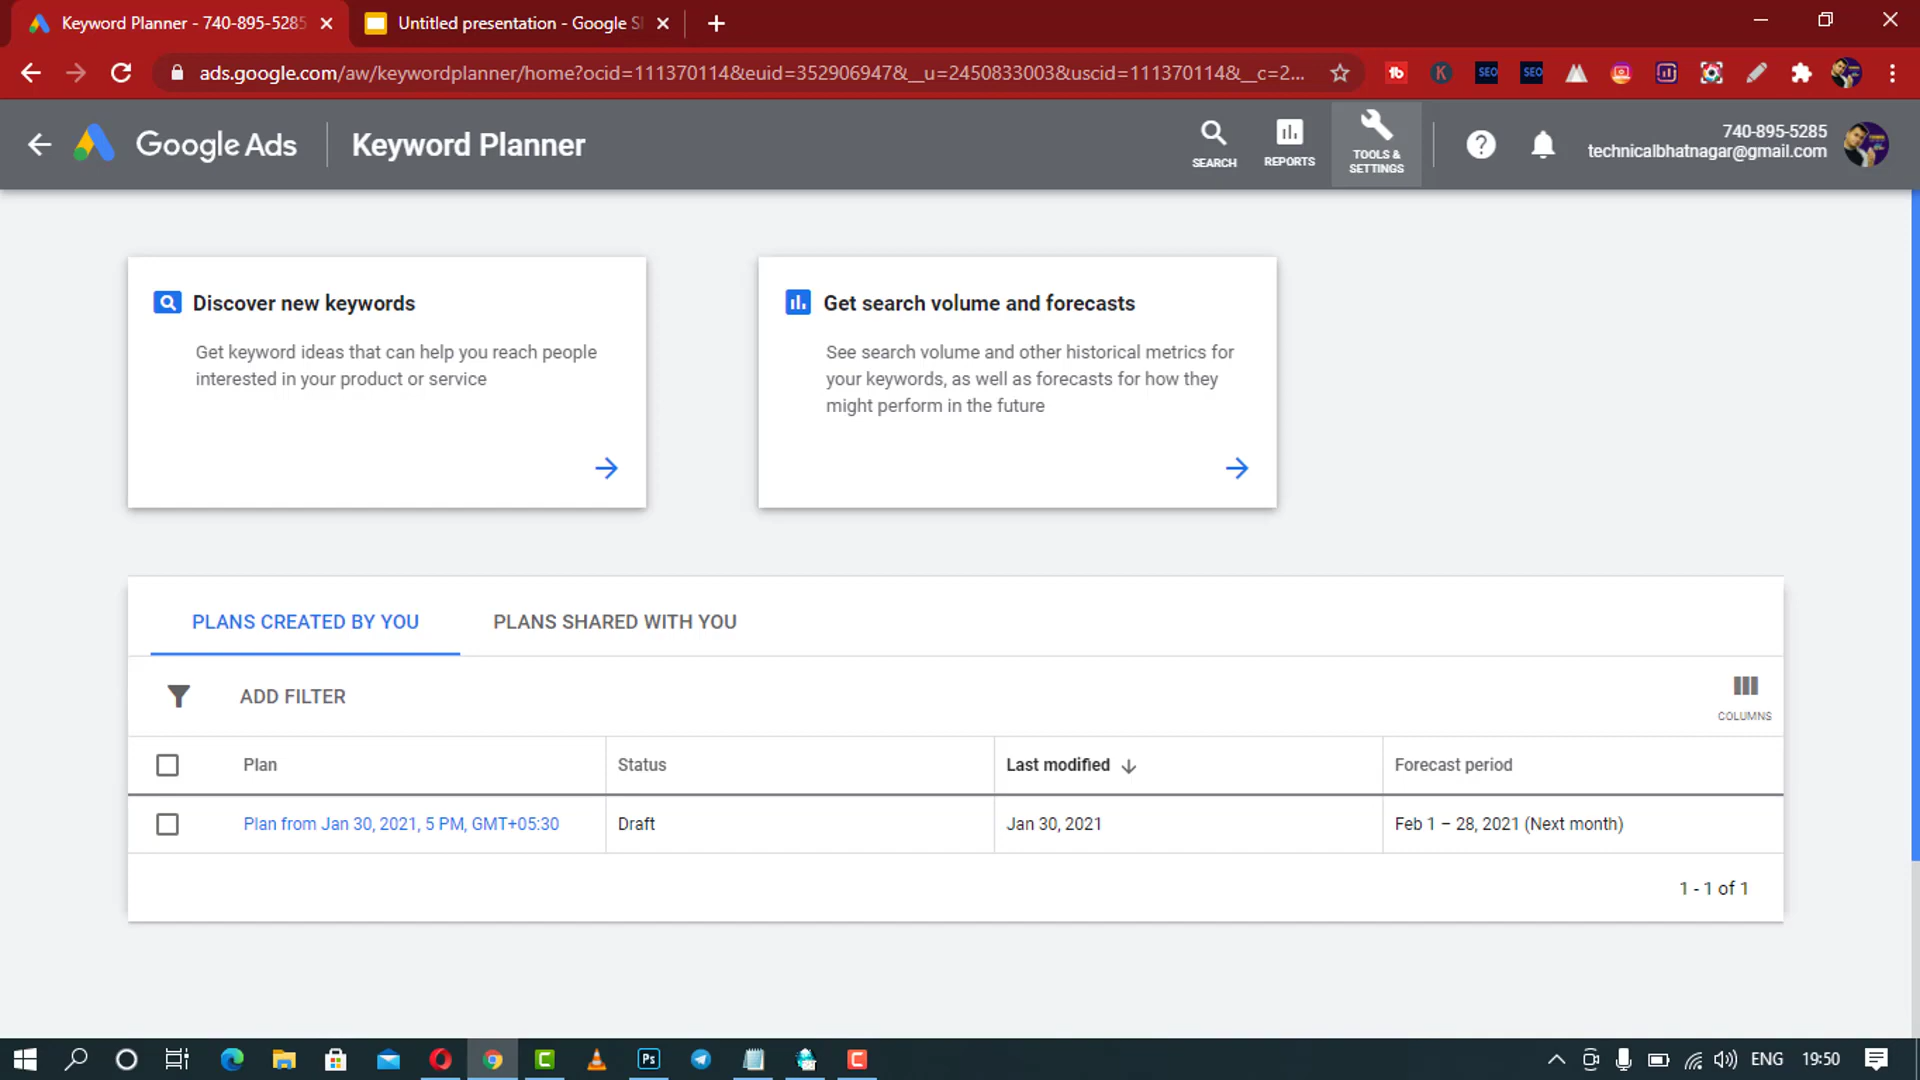 Keyword Planner - 740-895-5285
Untitled presentation - Google Sl
ads.google.com/aw/keywordplanner/home?ocid=111370114&euid=352906947&__u=2450833003&uscid=111370114&__c=2...
Google Ads
Keyword Planner
SEARCH
REPORTS
TOOLS &
SETTINGS
740-895-5285
technicalbhatnagar@gmail.com
Discover new keywords
Get keyword ideas that can help you reach people
interested in your product or service
Get search volume and forecasts
See search volume and other historical metrics for
your keywords, as well as forecasts for how they
might perform in the future
PLANS CREATED BY YOU
PLANS SHARED WITH YOU
ADD FILTER
COLUMNS
Plan
Status
Last modified
Forecast period
Plan from Jan 30, 2021, 5 PM, GMT+05:30
Draft
Jan 30, 2021
Feb 1 – 28, 2021 (Next month)
1 - 1 of 1
ENG
19:50